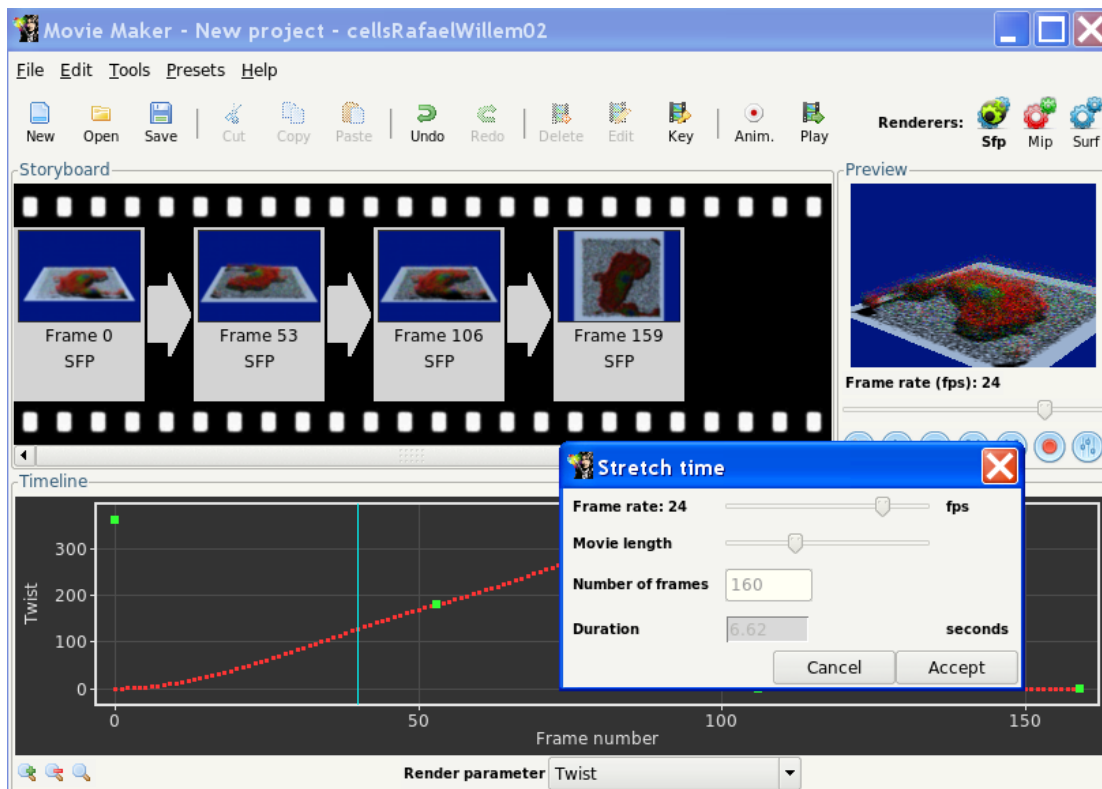 Movie Maker - New project - cellsRafaelWillem02
File Edit Tools Presets Help
New Open Save Cut Copy Paste Undo Redo Delete Edit Key Anim. Play Renderers: Sfp Mip Surf
Storyboard
Frame 0
SFP
Frame 53
SFP
Frame 106
SFP
Frame 159
SFP
Preview
Frame rate (fps): 24
Timeline
Twist
300
200
100
0
0 50 100 150
Frame number
Render parameter Twist
Stretch time
Frame rate: 24 fps
Movie length
Number of frames 160
Duration 6.62 seconds
Cancel Accept